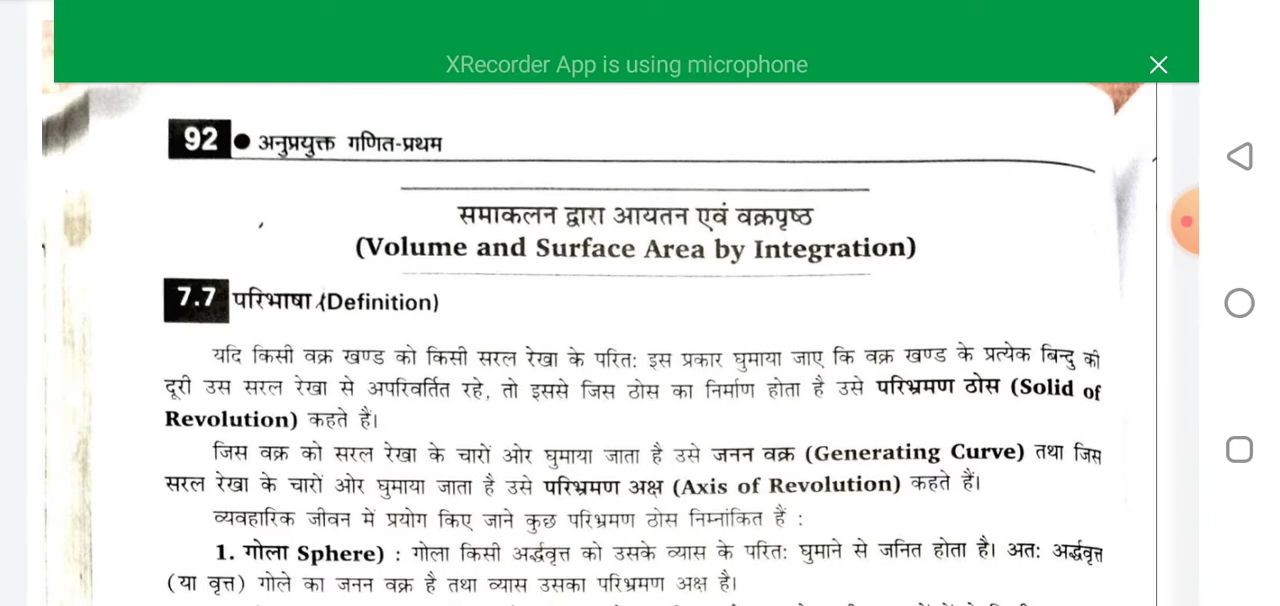 XRecorder App is using microphone
92 ● अनुप्रयुक्त गणित-प्रथम
समाकलन द्वारा आयतन एवं वक्रपृष्ठ
(Volume and Surface Area by Integration)
7.7 परिभाषा (Definition)
यदि किसी वक्र खण्ड को किसी सरल रेखा के परित: इस प्रकार घुमाया जाए कि वक्र खण्ड के प्रत्येक बिन्दु की
दूरी उस सरल रेखा से अपरिवर्तित रहे, तो इससे जिस ठोस का निर्माण होता है उसे परिभ्रमण ठोस (Solid of
Revolution) कहते हैं।
जिस वक्र को सरल रेखा के चारों ओर घुमाया जाता है उसे जनन वक्र (Generating Curve) तथा जिस
सरल रेखा के चारों ओर घुमाया जाता है उसे परिभ्रमण अक्ष (Axis of Revolution) कहते हैं।
व्यवहारिक जीवन में प्रयोग किए जाने कुछ परिभ्रमण ठोस निम्नांकित हैं :
1. गोला Sphere) : गोला किसी अर्द्धवृत्त को उसके व्यास के परित: घुमाने से जनित होता है। अत: अर्द्धवृत्त
(या वृत्त) गोले का जनन वक्र है तथा व्यास उसका परिभ्रमण अक्ष है।